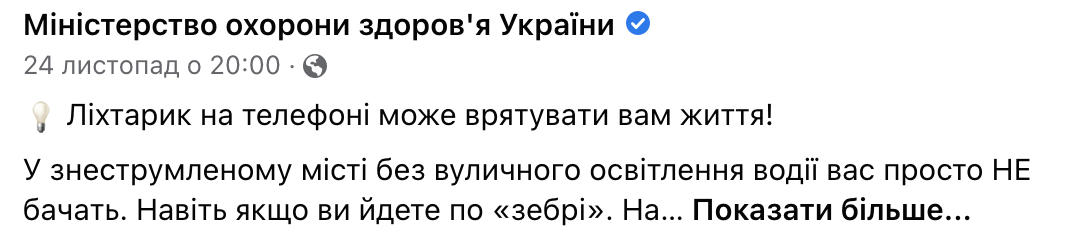 Міністерство охорони здоров'я України
24 листопад о 20:00 ·
💡 Ліхтарик на телефоні може врятувати вам життя!
У знеструмленому місті без вуличного освітлення водії вас просто НЕ
бачать. Навіть якщо ви йдете по «зебрі». На... Показати більше...